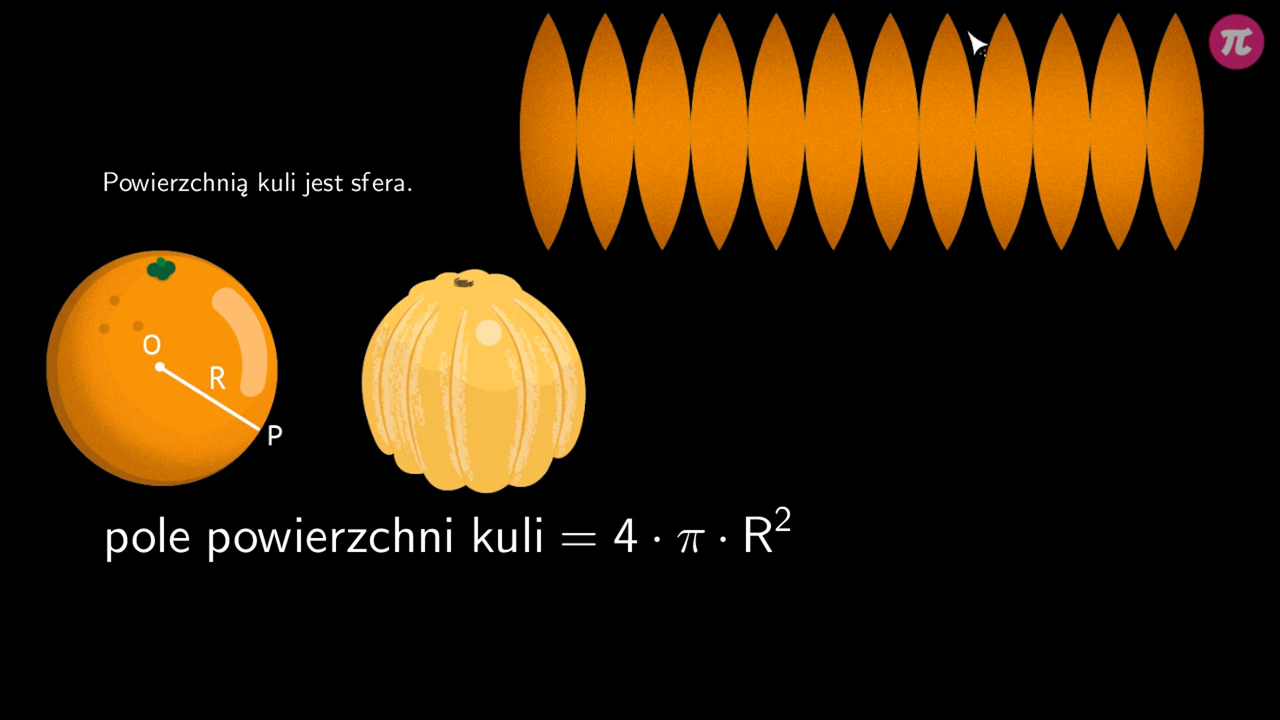 π
Powierzchnią kuli jest sfera.
O
R
P
pole powierzchni kuli = 4 · π · R²